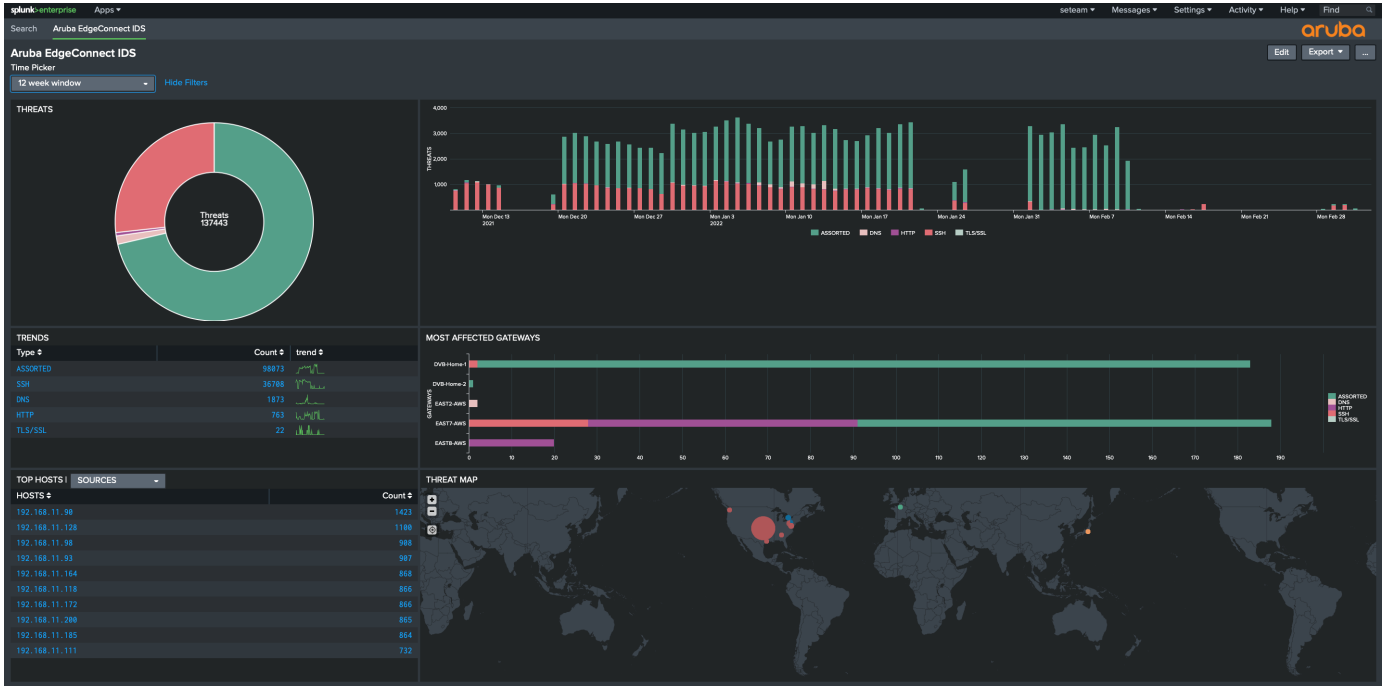 splunk>enterprise Apps ▾ seteam ▾ Messages ▾ Settings ▾ Activity ▾ Help ▾ Find
Search Aruba EdgeConnect IDS aruba
Aruba EdgeConnect IDS Edit Export ▾ ...
Time Picker
12 week window Hide Filters
THREATS
Threats
137443
4,000
3,000
2,000
1,000
THREATS
Mon Dec 13 Mon Dec 20 Mon Dec 27 Mon Jan 3 Mon Jan 10 Mon Jan 17 Mon Jan 24 Mon Jan 31 Mon Feb 7 Mon Feb 14 Mon Feb 21 Mon Feb 28
2021 2022
ASSORTED DNS HTTP SSH TLS/SSL
TRENDS
Type Count trend
ASSORTED 98073
SSH 36708
DNS 1873
HTTP 763
TLS/SSL 22
MOST AFFECTED GATEWAYS
GATEWAYS
DVB-Home-1
DVB-Home-2
EAST2-AWS
EAST7-AWS
EAST8-AWS
0 10 20 30 40 50 60 70 80 90 100 110 120 130 140 150 160 170 180 190
ASSORTED
DNS
HTTP
SSH
TLS/SSL
TOP HOSTS | SOURCES
HOSTS Count
192.168.11.90 1423
192.168.11.128 1100
192.168.11.98 908
192.168.11.93 907
192.168.11.164 868
192.168.11.118 866
192.168.11.172 866
192.168.11.200 865
192.168.11.185 864
192.168.11.111 732
THREAT MAP